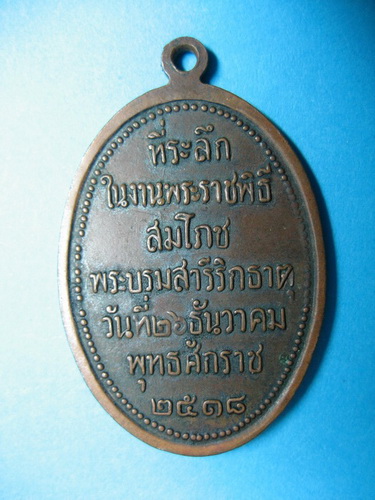 ที่ระลึก
ในงานพระราชพิธี
สมโภช
พระบรมสารีริกธาตุ
วันที่๒๖ธันวาคม
พุทธศักราช
๒๕๑๘